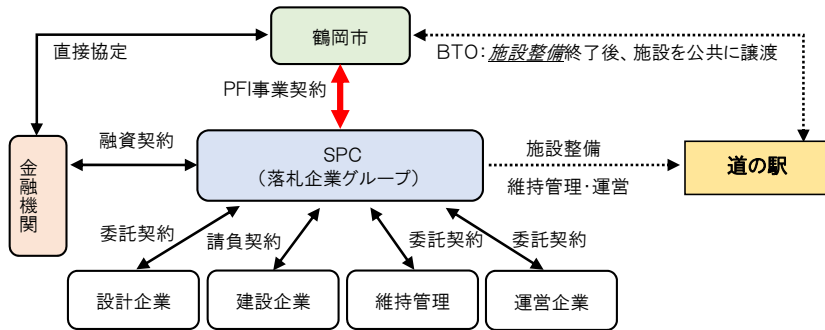 鶴岡市
直接協定
BTO：施設整備終了後、施設を公共に譲渡
PFI事業契約
融資契約
SPC
（落札企業グループ）
施設整備
維持管理・運営
道の駅
金融機関
委託契約
請負契約
委託契約
委託契約
設計企業
建設企業
維持管理
運営企業